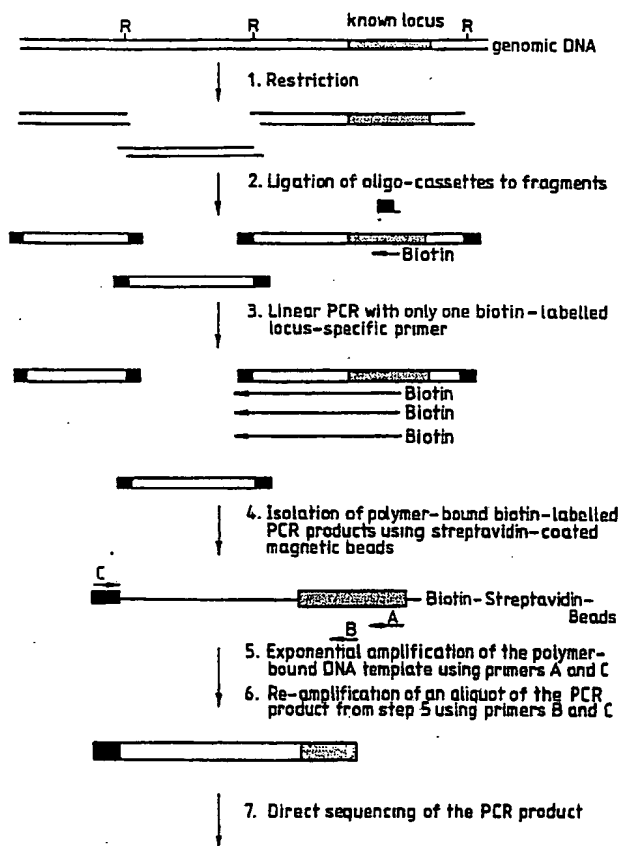 known locus
R R R
genomic DNA
1. Restriction
2. Ligation of oligo-cassettes to fragments
Biotin
3. Linear PCR with only one biotin-labelled
locus-specific primer
Biotin
Biotin
Biotin
4. Isolation of polymer-bound biotin-labelled
PCR products using streptavidin-coated
magnetic beads
C
Biotin-Streptavidin-
Beads
A
B
5. Exponential amplification of the polymer-
bound DNA template using primers A and C
6. Re-amplification of an aliquot of the PCR
product from step 5 using primers B and C
7. Direct sequencing of the PCR product